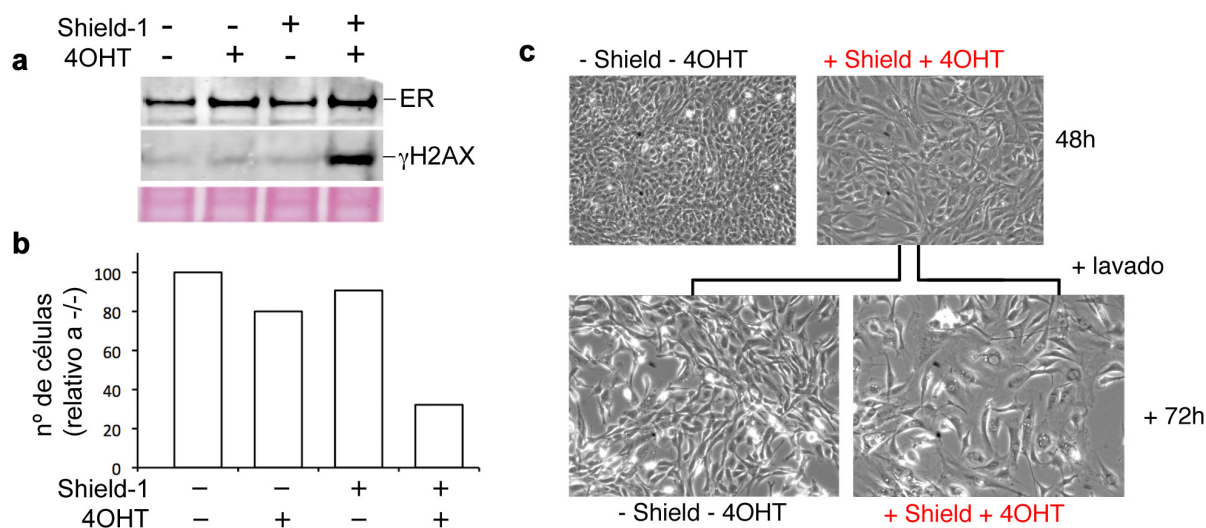 a
Shield-1 - - + +
4OHT - + - +
ER
γH2AX
b
nº de células
(relativo a -/-)
100
80
60
40
20
0
Shield-1 – – + +
4OHT – + – +
c
- Shield - 4OHT
+ Shield + 4OHT
48h
+ lavado
+ 72h
- Shield - 4OHT
+ Shield + 4OHT